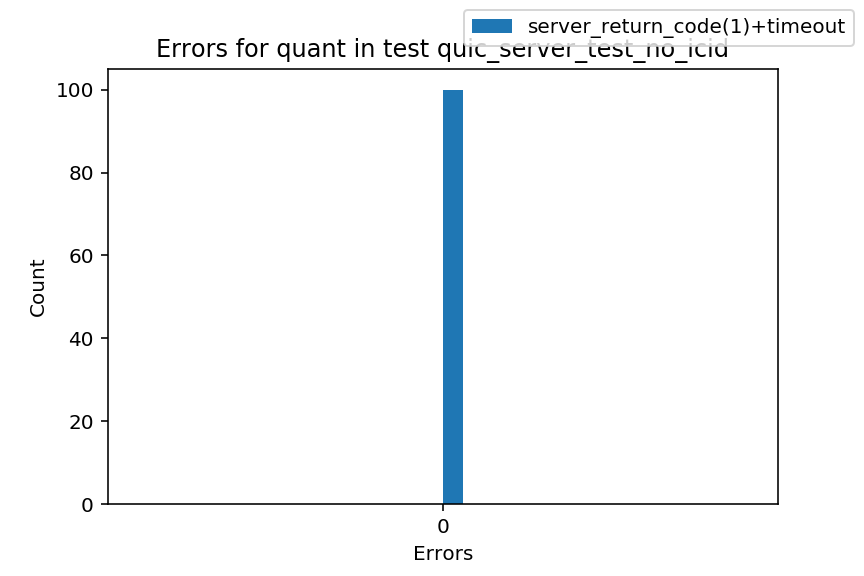 server_return_code(1)+timeout
Errors for quant in test quic_server_test_no_icid
100
80
60
40
20
0
Count
0
Errors